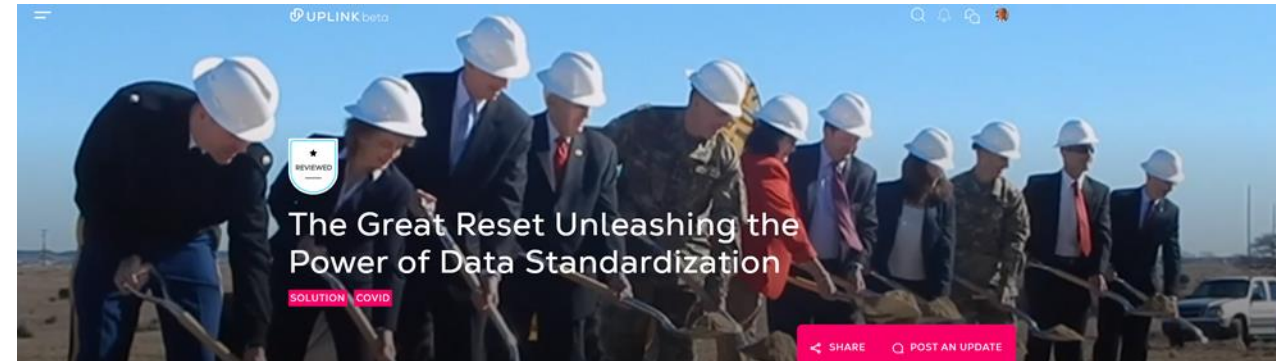 UPLINK beta
REVIEWED
The Great Reset Unleashing the
Power of Data Standardization
SOLUTION COVID
SHARE POST AN UPDATE